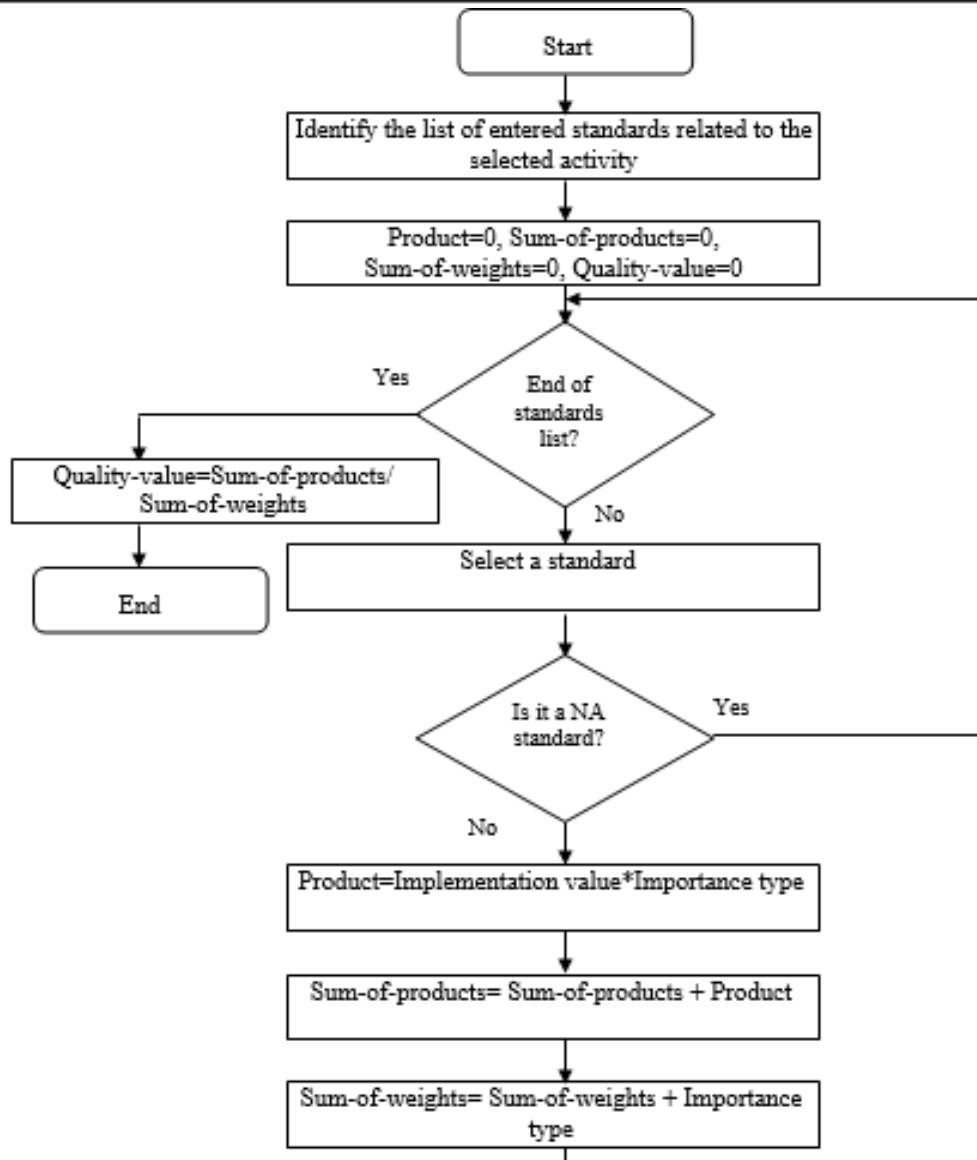 Start
Identify the list of entered standards related to the
selected activity
Product=0, Sum-of-products=0,
Sum-of-weights=0, Quality-value=0
End of
standards
list?
Yes
Quality-value=Sum-of-products/
Sum-of-weights
End
No
Select a standard
Is it a NA
standard?
Yes
No
Product=Implementation value*Importance type
Sum-of-products= Sum-of-products + Product
Sum-of-weights= Sum-of-weights + Importance
type